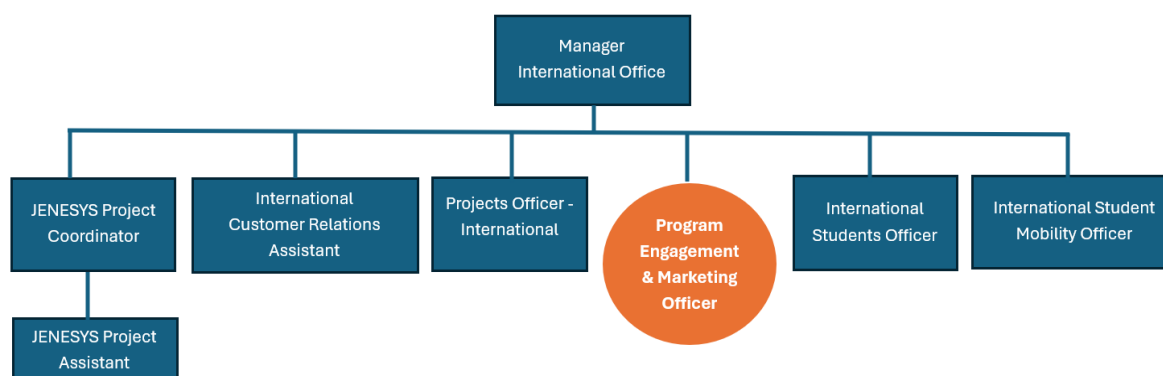 Manager
International Office
JENESYS Project
Coordinator
International
Customer Relations
Assistant
Projects Officer -
International
Program
Engagement
& Marketing
Officer
International
Students Officer
International Student
Mobility Officer
JENESYS Project
Assistant